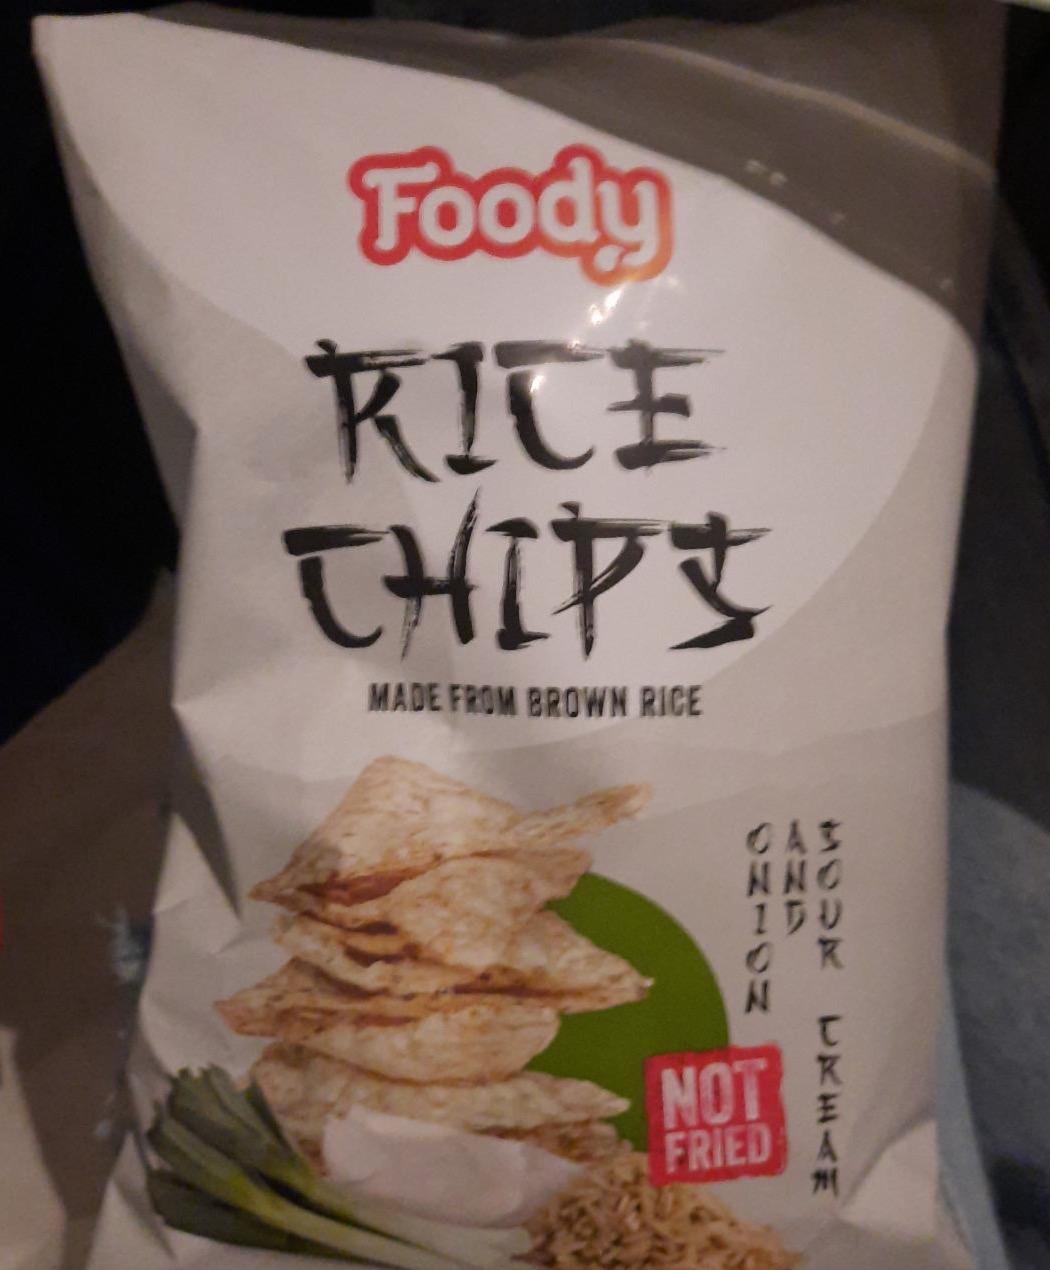 Foody
RICE
CHIPS
MADE FROM BROWN RICE
ONION
AND
SOUR CREAM
NOT
FRIED